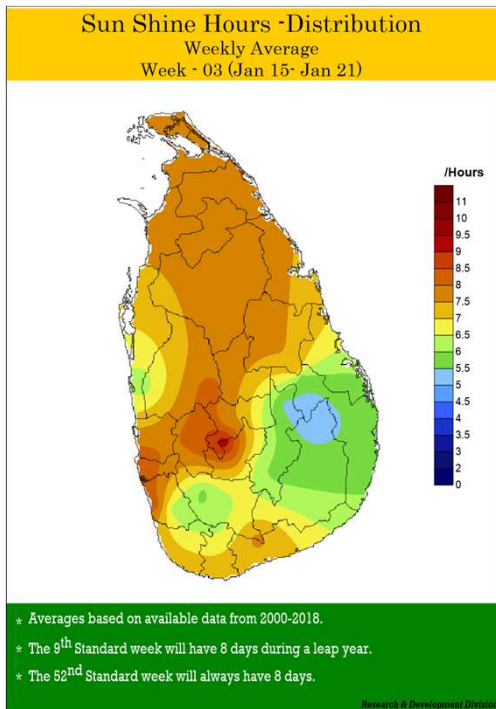 Sun Shine Hours -Distribution
Weekly Average
Week - 03 (Jan 15- Jan 21)
/Hours
11
10
9.5
9
8.5
8
7.5
7
6.5
6
5.5
5
4.5
4
3.5
3
2
0
* Averages based on available data from 2000-2018.
* The 9th Standard week will have 8 days during a leap year.
* The 52nd Standard week will always have 8 days.
Research & Development Division